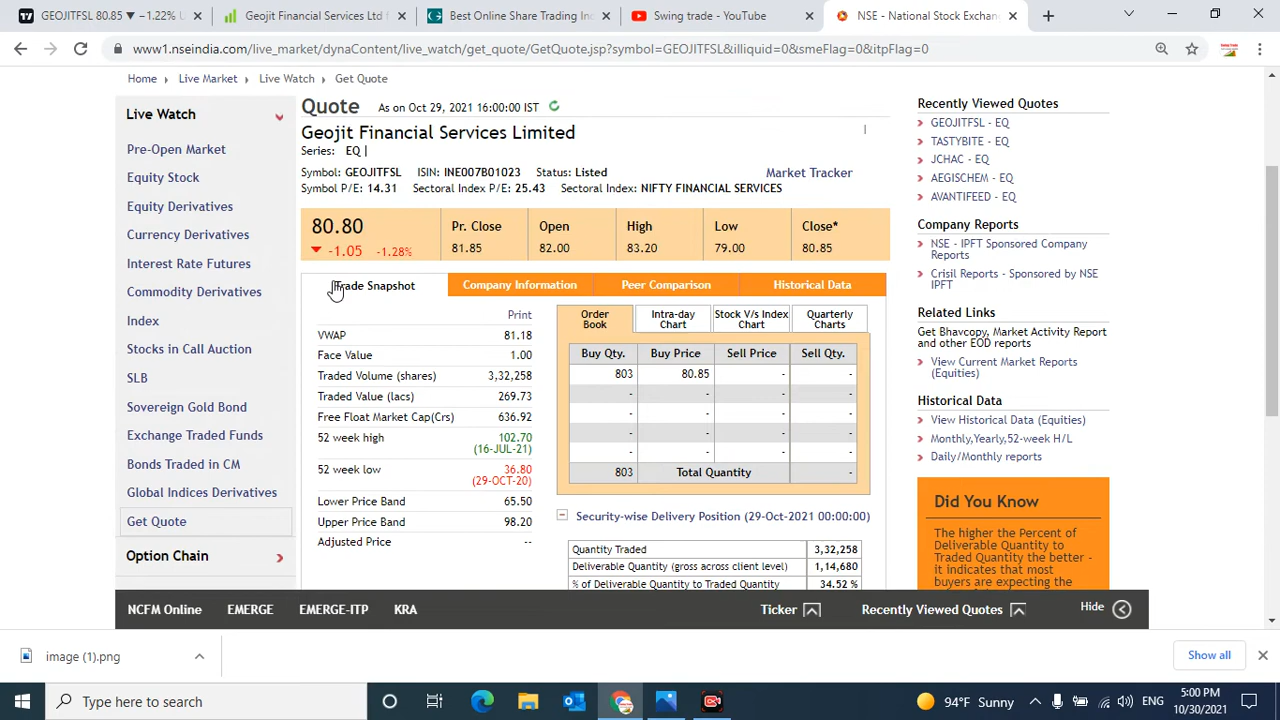 GEOJITFSL 80.85 ▼ −1.22% U
Geojit Financial Services Ltd f
Best Online Share Trading In
Swing trade - YouTube
NSE - National Stock Exchan
www1.nseindia.com/live_market/dynaContent/live_watch/get_quote/GetQuote.jsp?symbol=GEOJITFSL&illiquid=0&smeFlag=0&itpFlag=0
Home › Live Market › Live Watch › Get Quote
Live Watch
Pre-Open Market
Equity Stock
Equity Derivatives
Currency Derivatives
Interest Rate Futures
Commodity Derivatives
Index
Stocks in Call Auction
SLB
Sovereign Gold Bond
Exchange Traded Funds
Bonds Traded in CM
Global Indices Derivatives
Get Quote
Option Chain
Quote As on Oct 29, 2021 16:00:00 IST
Geojit Financial Services Limited
Series: EQ |
Symbol: GEOJITFSL ISIN: INE007B01023 Status: Listed
Market Tracker
Symbol P/E: 14.31 Sectoral Index P/E: 25.43 Sectoral Index: NIFTY FINANCIAL SERVICES
80.80 Pr. Close Open High Low Close*
▼ -1.05 -1.28% 81.85 82.00 83.20 79.00 80.85
Trade Snapshot Company Information Peer Comparison Historical Data
Print
VWAP 81.18
Face Value 1.00
Traded Volume (shares) 3,32,258
Traded Value (lacs) 269.73
Free Float Market Cap(Crs) 636.92
52 week high 102.70
(16-JUL-21)
52 week low 36.80
(29-OCT-20)
Lower Price Band 65.50
Upper Price Band 98.20
Adjusted Price --
Order Book Intra-day Chart Stock V/s Index Chart Quarterly Charts
Buy Qty. Buy Price Sell Price Sell Qty.
803 80.85 - -
- - - -
- - - -
- - - -
- - - -
803 Total Quantity -
Security-wise Delivery Position (29-Oct-2021 00:00:00)
Quantity Traded 3,32,258
Deliverable Quantity (gross across client level) 1,14,680
% of Deliverable Quantity to Traded Quantity 34.52 %
Recently Viewed Quotes
GEOJITFSL - EQ
TASTYBITE - EQ
JCHAC - EQ
AEGISCHEM - EQ
AVANTIFEED - EQ
Company Reports
NSE - IPFT Sponsored Company
Reports
Crisil Reports - Sponsored by NSE
IPFT
Related Links
Get Bhavcopy, Market Activity Report
and other EOD reports
View Current Market Reports
(Equities)
Historical Data
View Historical Data (Equities)
Monthly,Yearly,52-week H/L
Daily/Monthly reports
Did You Know
The higher the Percent of
Deliverable Quantity to
Traded Quantity the better -
it indicates that most
buyers are expecting the
NCFM Online EMERGE EMERGE-ITP KRA Ticker Recently Viewed Quotes Hide
image (1).png
Show all
Type here to search
94°F Sunny
ENG
5:00 PM
10/30/2021